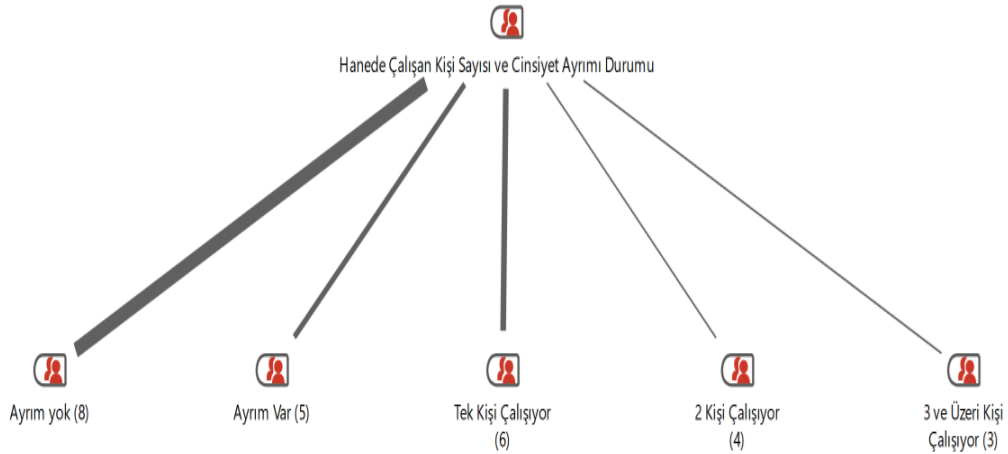 Hanede Çalışan Kişi Sayısı ve Cinsiyet Ayrımı Durumu
Ayrım yok (8)
Ayrım Var (5)
Tek Kişi Çalışıyor
(6)
2 Kişi Çalışıyor
(4)
3 ve Üzeri Kişi
Çalışıyor (3)